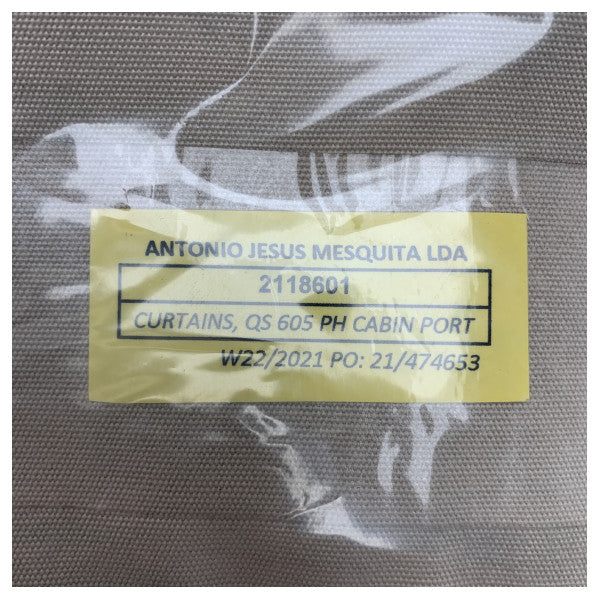 ANTONIO JESUS MESQUITA LDA
2118601
CURTAINS, QS 605 PH CABIN PORT
W22/2021 PO: 21/474653